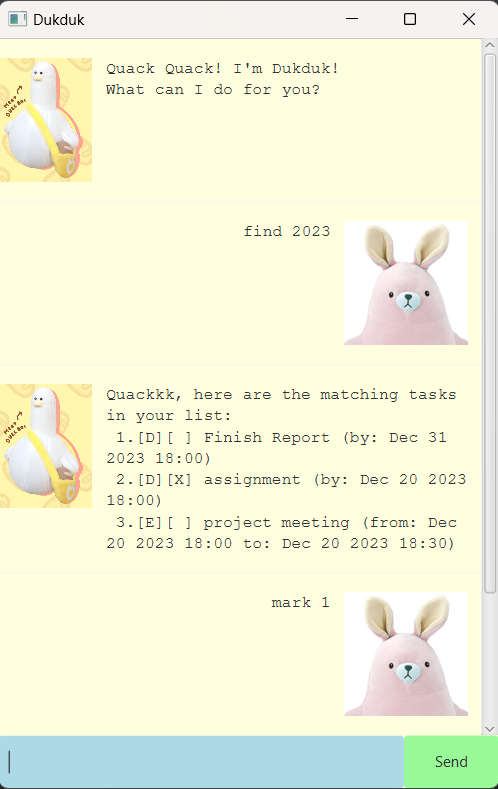 Dukduk
Quack Quack! I'm Dukduk!
What can I do for you?
find 2023
Quackkk, here are the matching tasks
in your list:
1.[D][ ] Finish Report (by: Dec 31
2023 18:00)
2.[D][X] assignment (by: Dec 20 2023
18:00)
3.[E][ ] project meeting (from: Dec
20 2023 18:00 to: Dec 20 2023 18:30)
mark 1
Send